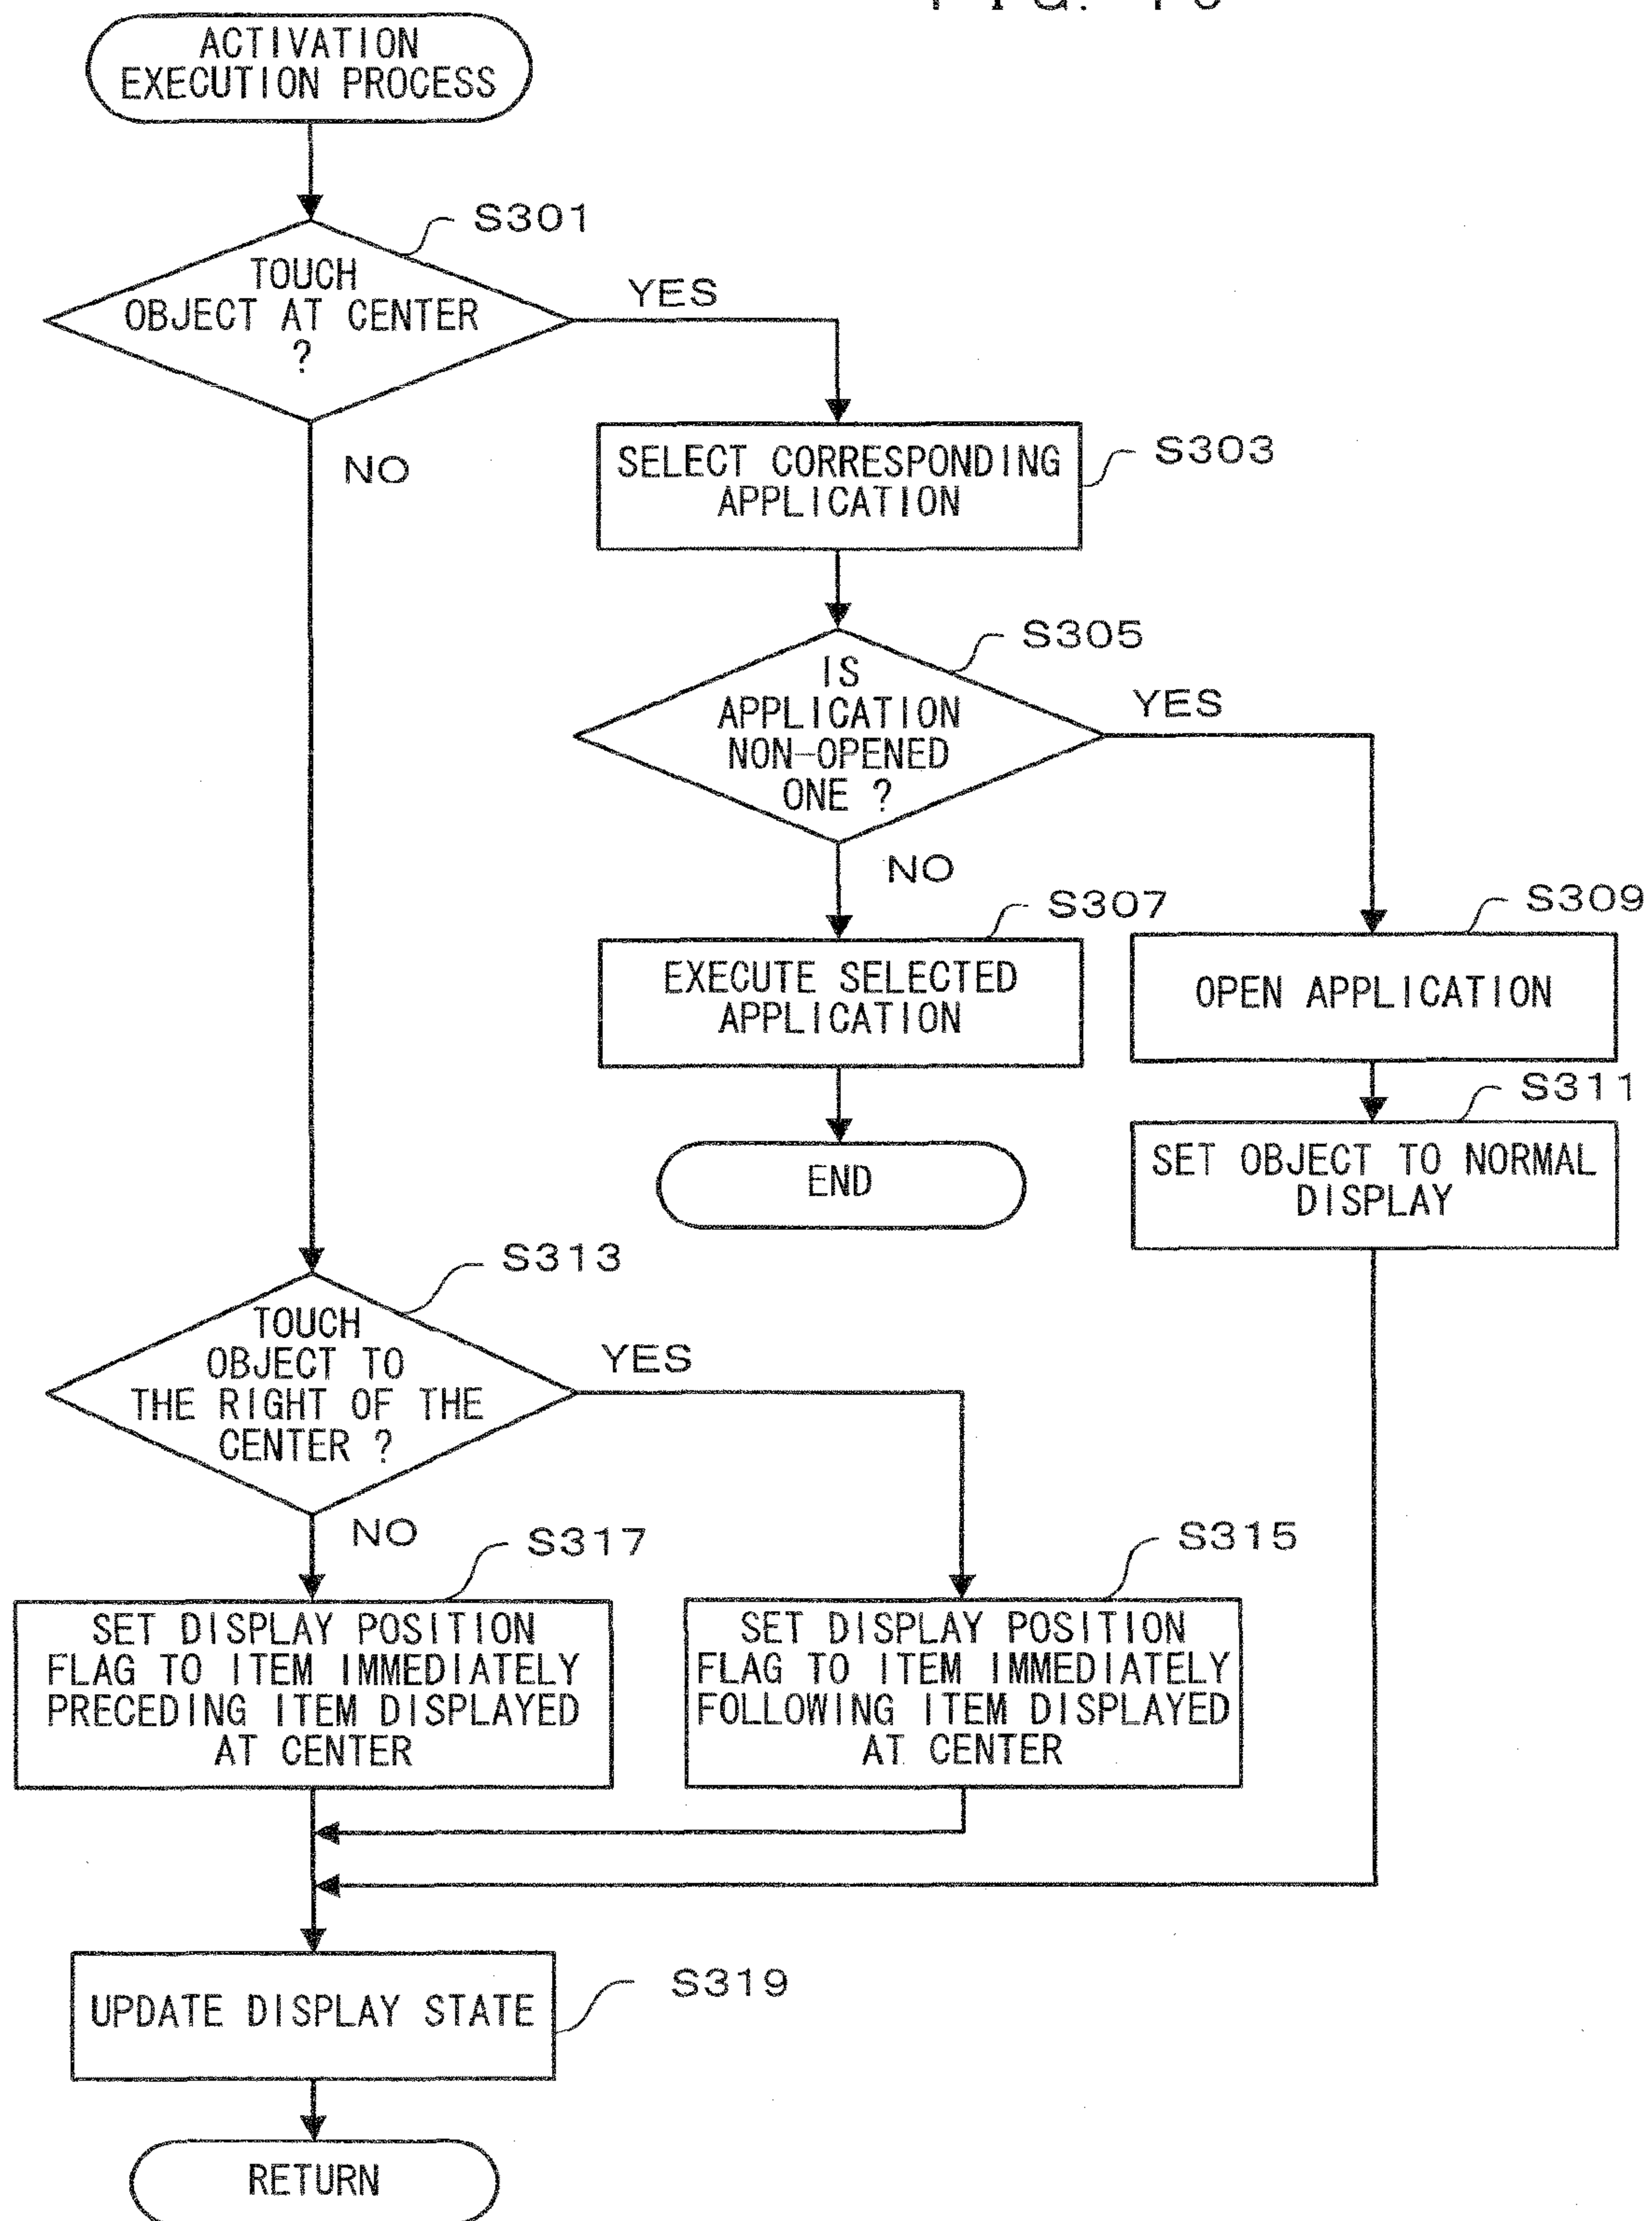 ACTIVATION
EXECUTION PROCESS
S301
TOUCH
OBJECT AT CENTER
?
YES
NO
SELECT CORRESPONDING
APPLICATION
S303
S305
IS
APPLICATION
NON-OPENED
ONE ?
YES
NO
S307
EXECUTE SELECTED
APPLICATION
S309
OPEN APPLICATION
END
S311
SET OBJECT TO NORMAL
DISPLAY
S313
TOUCH
OBJECT TO
THE RIGHT OF THE
CENTER ?
YES
NO
S317
SET DISPLAY POSITION
FLAG TO ITEM IMMEDIATELY
PRECEDING ITEM DISPLAYED
AT CENTER
S315
SET DISPLAY POSITION
FLAG TO ITEM IMMEDIATELY
FOLLOWING ITEM DISPLAYED
AT CENTER
UPDATE DISPLAY STATE
S319
RETURN